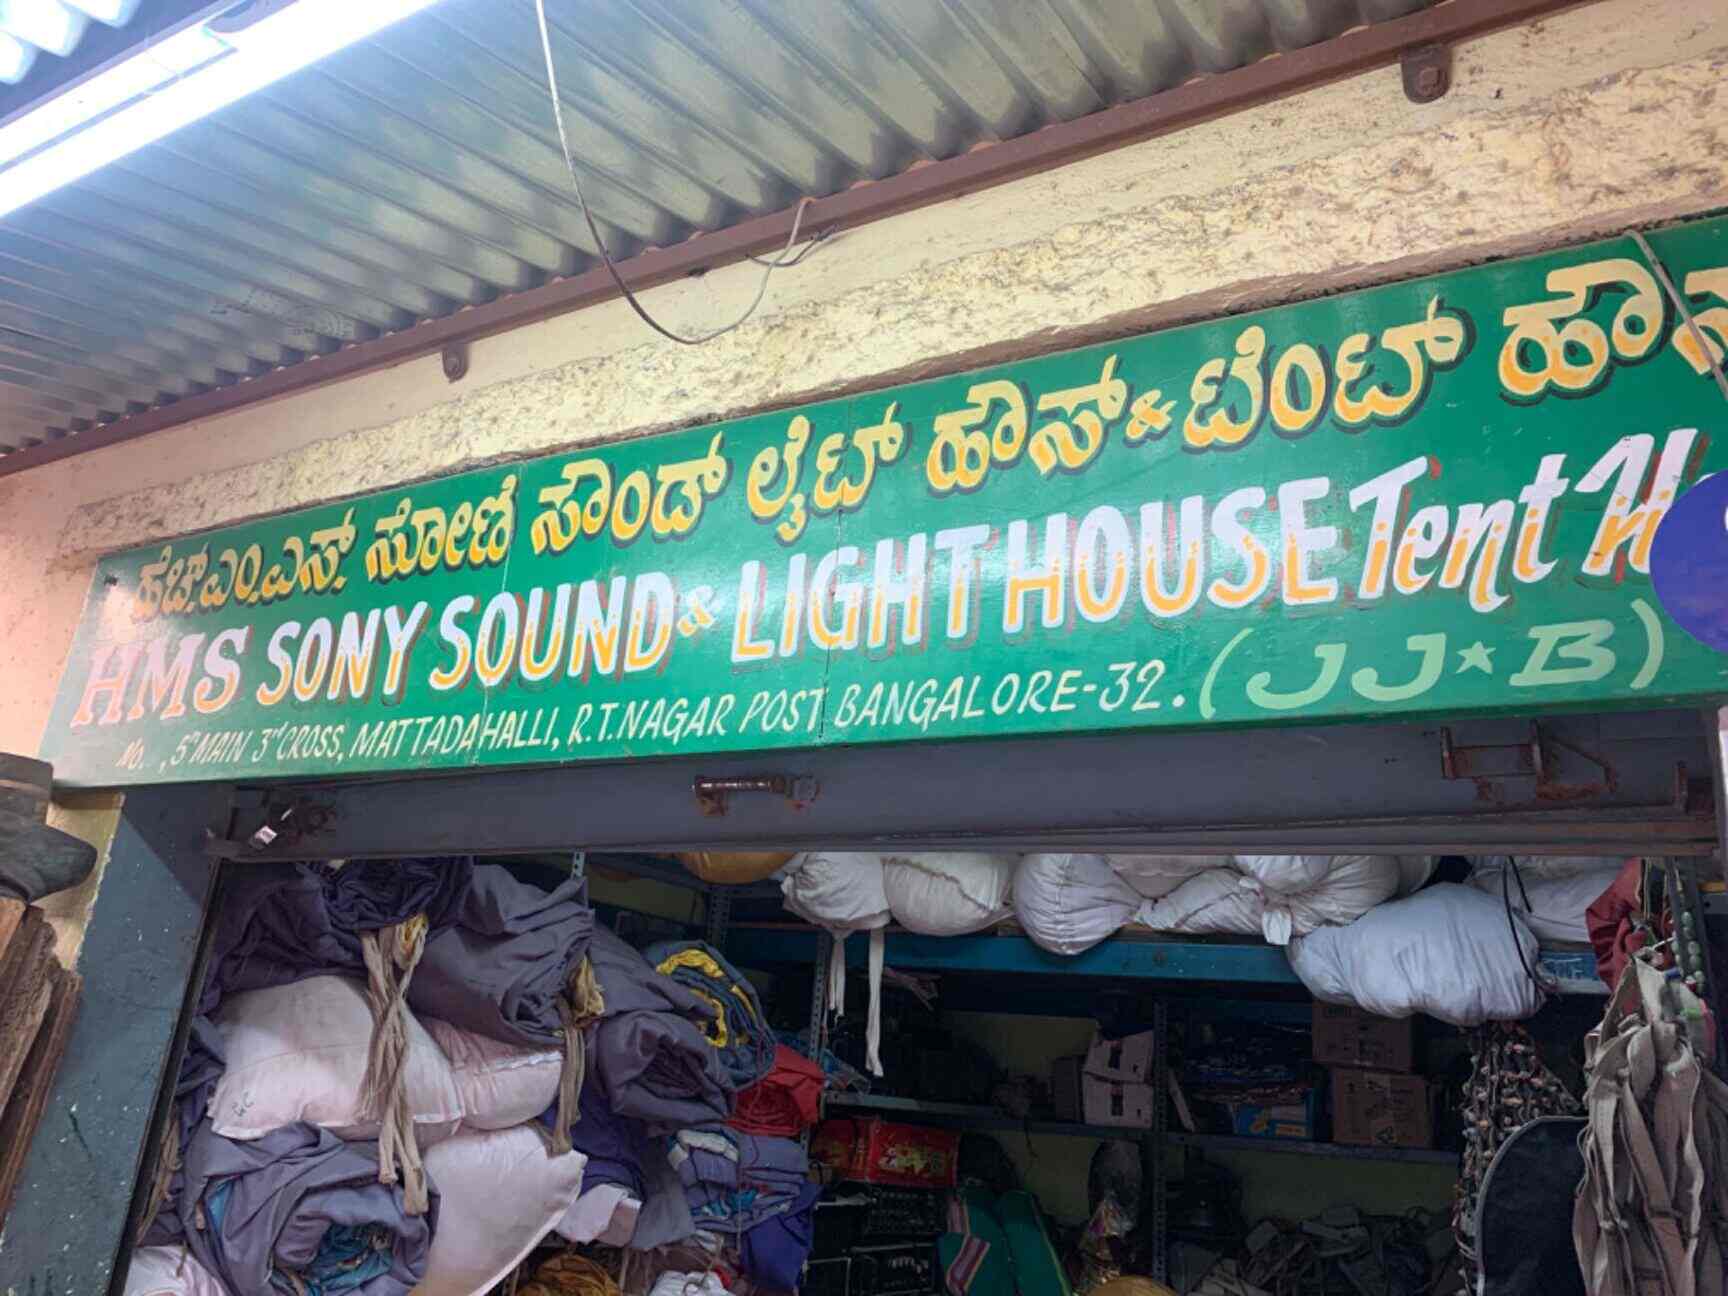 ಹೆಚ್.ಎಂ.ಎಸ್. ಸೋಣಿ ಸೌಂಡ್ ಲೈಟ್ ಹೌಸ್ & ಟೆಂಟ್ ಹೌಸ್
HMS SONY SOUND & LIGHT HOUSE Tent H
No. , 5th MAIN 3rd CROSS, MATTADAHALLI, R.T.NAGAR POST BANGALORE-32. (JJ★B)